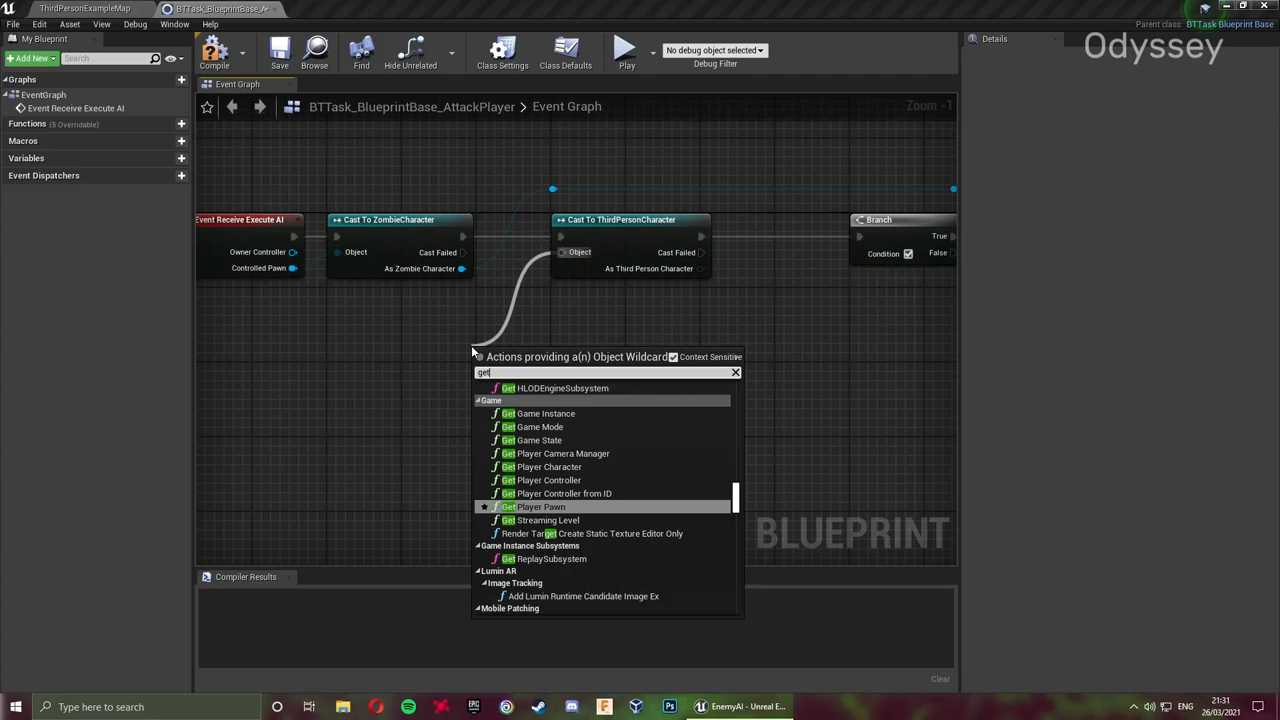 ThirdPersonExampleMap
BTTask_BlueprintBase_At
File Edit Asset View Debug Window Help
Parent class: BTTask Blueprint Base
My Blueprint
Details
Odyssey
Add New
Search
Compile
Save
Browse
Find
Hide Unrelated
Class Settings
Class Defaults
Play
No debug object selected
Debug Filter
Graphs
EventGraph
Event Receive Execute AI
Functions (5 Overridable)
Macros
Variables
Event Dispatchers
Event Graph
BTTask_BlueprintBase_AttackPlayer > Event Graph
Zoom -1
Event Receive Execute AI
Owner Controller
Controlled Pawn
Cast To ZombieCharacter
Object
Cast Failed
As Zombie Character
Cast To ThirdPersonCharacter
Object
Cast Failed
As Third Person Character
Branch
True
Condition
False
Actions providing a(n) Object Wildcard
Context Sensitive
get
Get HLODEngineSubsystem
Game
Get Game Instance
Get Game Mode
Get Game State
Get Player Camera Manager
Get Player Character
Get Player Controller
Get Player Controller from ID
Get Player Pawn
Get Streaming Level
Render Target Create Static Texture Editor Only
Game Instance Subsystems
Get ReplaySubsystem
Lumin AR
Image Tracking
Add Lumin Runtime Candidate Image Ex
Mobile Patching
BLUEPRINT
Compiler Results
Clear
Type here to search
EnemyAI - Unreal E...
ENG
21:31
26/03/2021